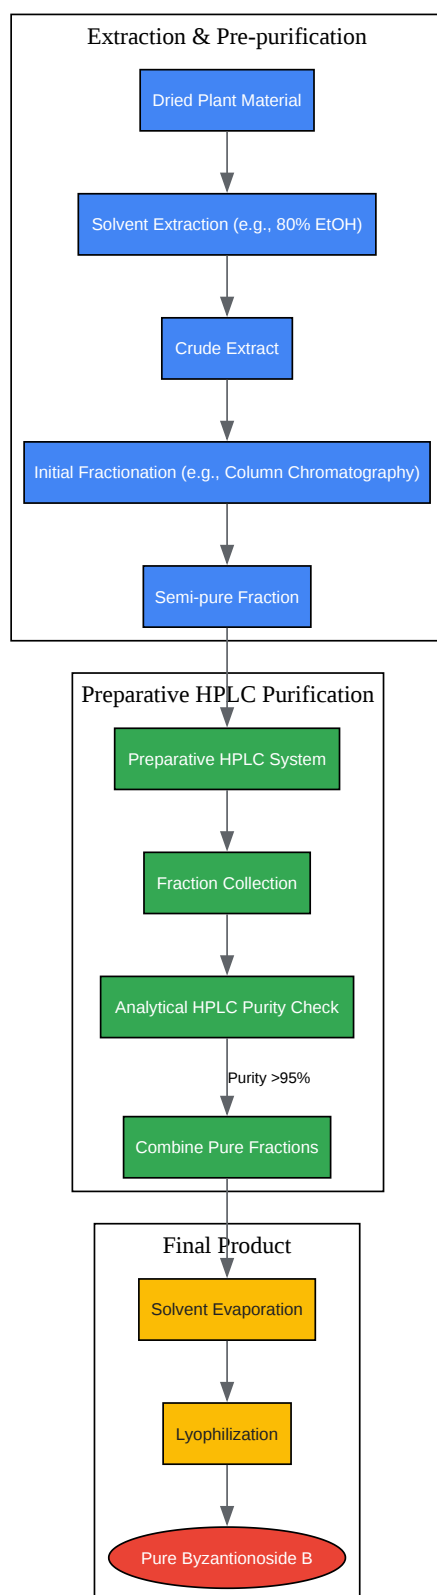 Extraction & Pre-purification
Dried Plant Material
Solvent Extraction (e.g., 80% EtOH)
Crude Extract
Initial Fractionation (e.g., Column Chromatography)
Semi-pure Fraction
Preparative HPLC Purification
Preparative HPLC System
Fraction Collection
Analytical HPLC Purity Check
Purity >95%
Combine Pure Fractions
Final Product
Solvent Evaporation
Lyophilization
Pure Byzantionoside B